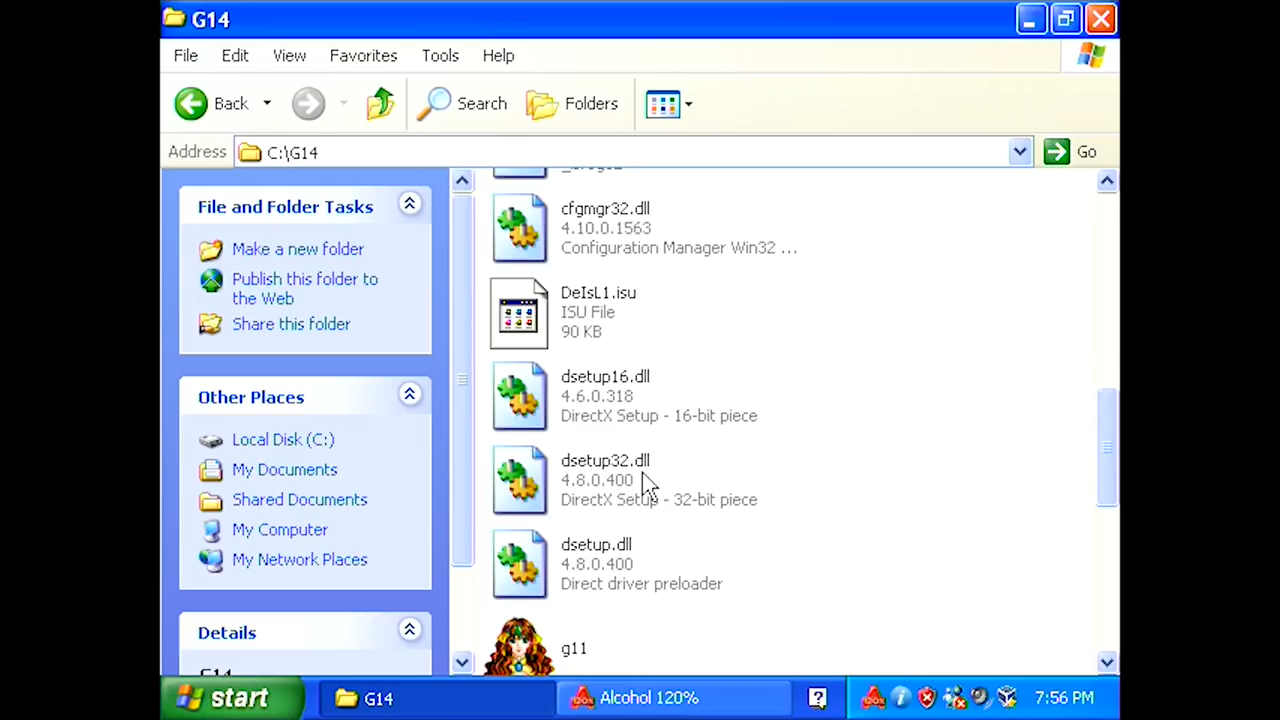 G14
File Edit View Favorites Tools Help
Back Search Folders
Address C:\G14 Go
File and Folder Tasks
Make a new folder
Publish this folder to
the Web
Share this folder
Other Places
Local Disk (C:)
My Documents
Shared Documents
My Computer
My Network Places
Details
cfgmgr32.dll
4.10.0.1563
Configuration Manager Win32 ...
DeIsL1.isu
ISU File
90 KB
dsetup16.dll
4.6.0.318
DirectX Setup - 16-bit piece
dsetup32.dll
4.8.0.400
DirectX Setup - 32-bit piece
dsetup.dll
4.8.0.400
Direct driver preloader
g11
start G14 Alcohol 120% 7:56 PM